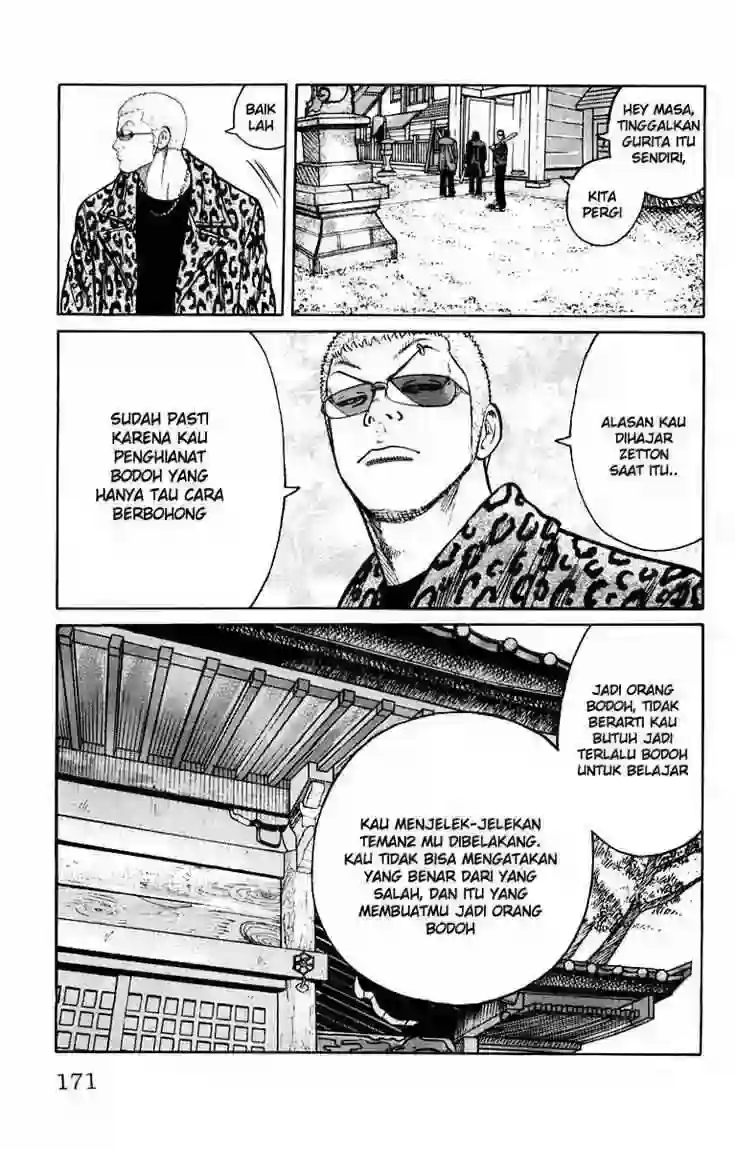 HEY MASA,
TINGGALKAN
GURITA ITU
SENDIRI,
KITA
PERGI
BAIK
LAH
ALASAN KAU
DIHAJAR
ZETTON
SAAT ITU..
SUDAH PASTI
KARENA KAU
PENGHIANAT
BODOH YANG
HANYA TAU CARA
BERBOHONG
JADI ORANG
BODOH, TIDAK
BERARTI KAU
BUTUH JADI
TERLALU BODOH
UNTUK BELAJAR
KAU MENJELEK-JELEKAN
TEMAN2 MU DIBELAKANG.
KAU TIDAK BISA MENGATAKAN
YANG BENAR DARI YANG
SALAH, DAN ITU YANG
MEMBUATMU JADI ORANG
BODOH
171